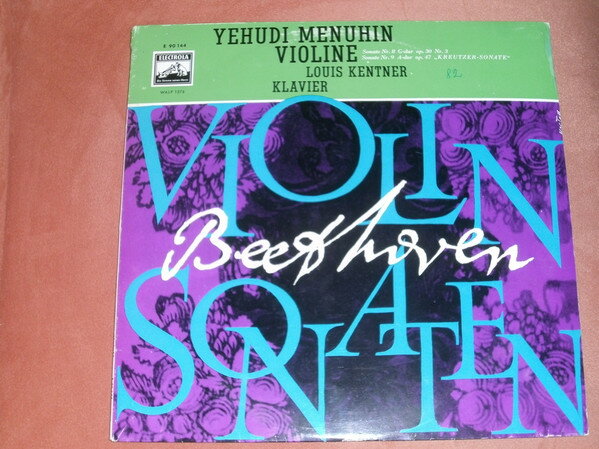 YEHUDI MENUHIN
E 90 144
VIOLINE
Sonate Nr. 8 G-dur op. 30 Nr. 3
Sonate Nr. 9 A-dur op. 47 „KREUTZER-SONATE“
ELECTROLA
LOUIS KENTNER
WALP 1576
KLAVIER
VIOLIN
Beethoven
SONATEN